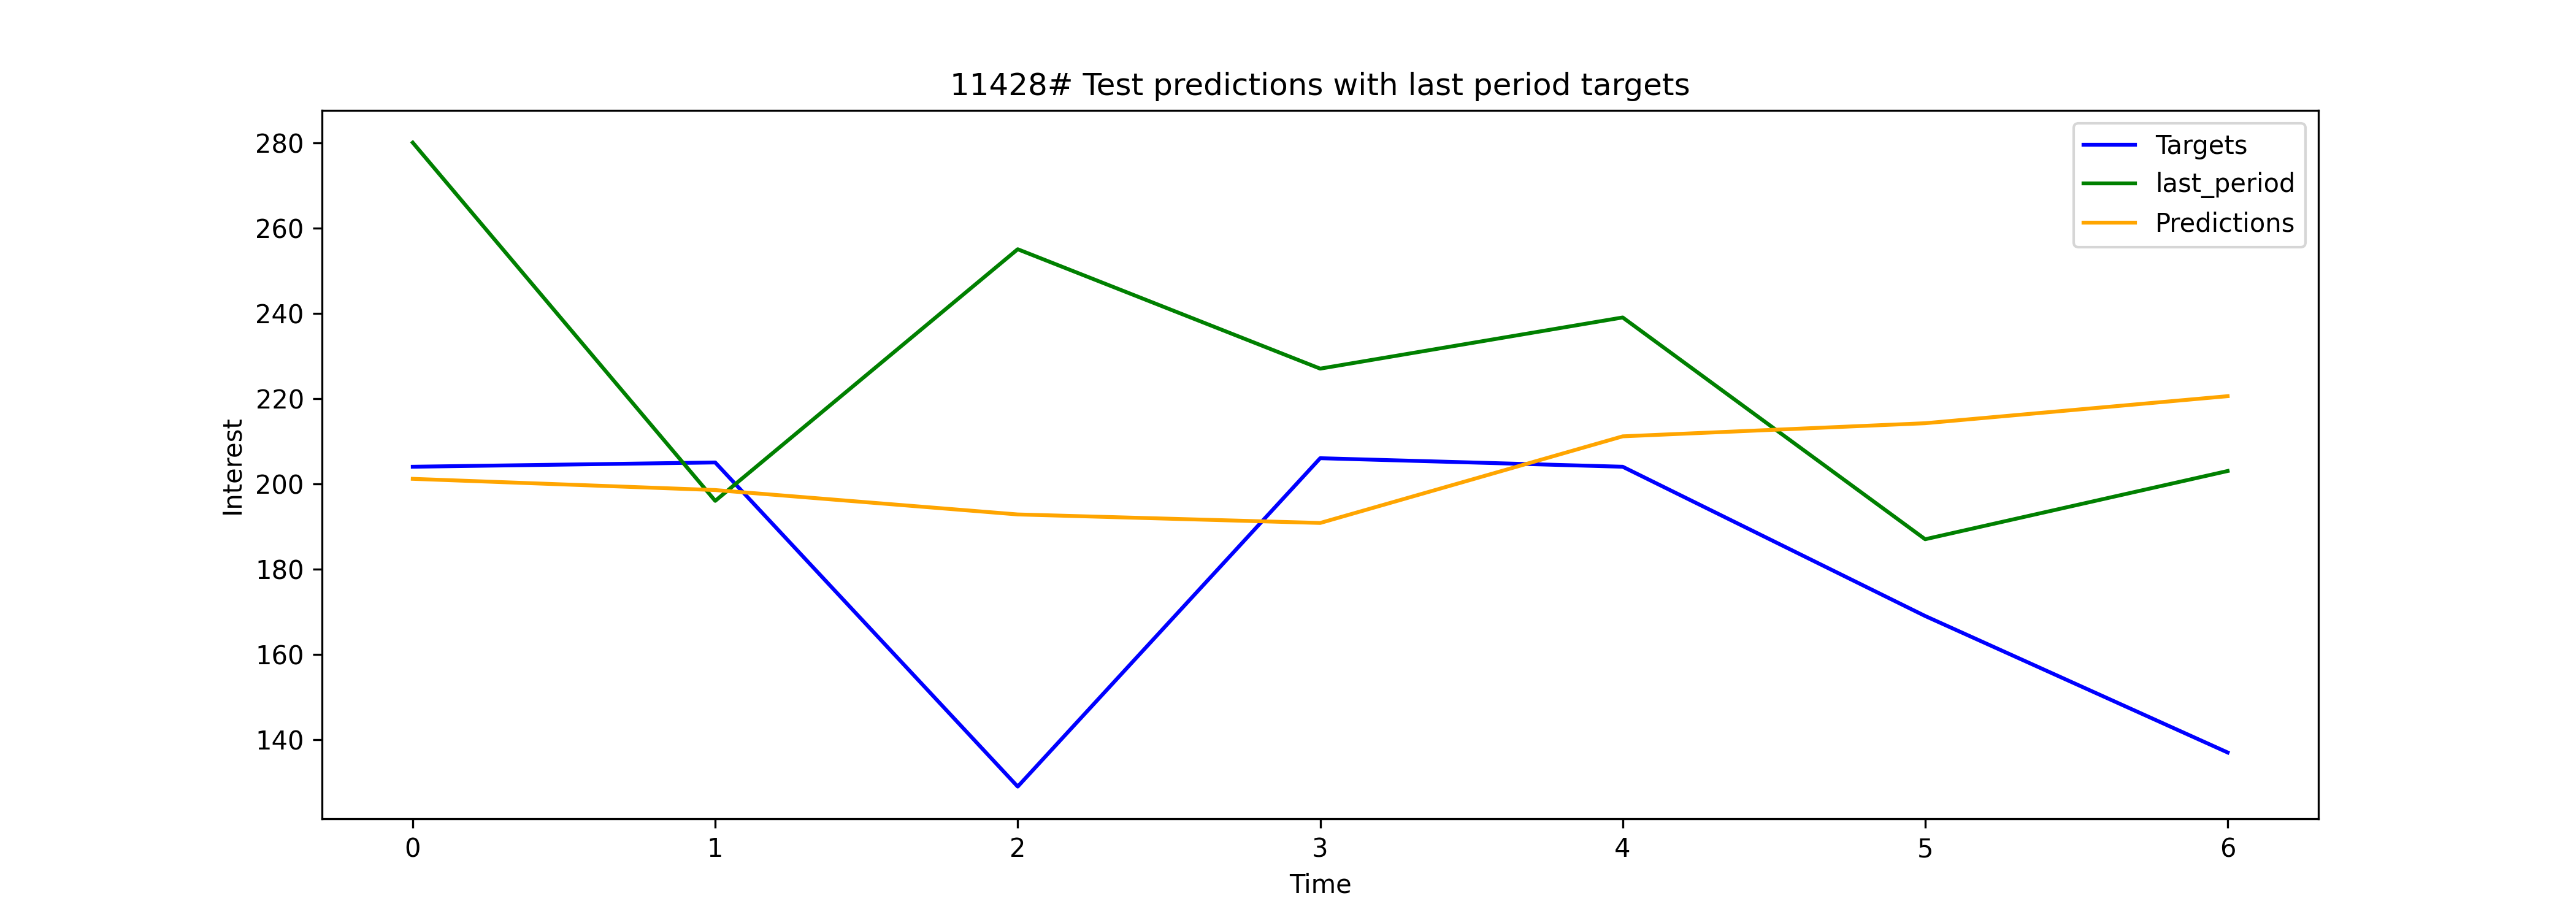 11428# Test predictions with last period targets
Targets
last_period
Predictions
Interest
280
260
240
220
200
180
160
140
0 1 2 3 4 5 6
Time